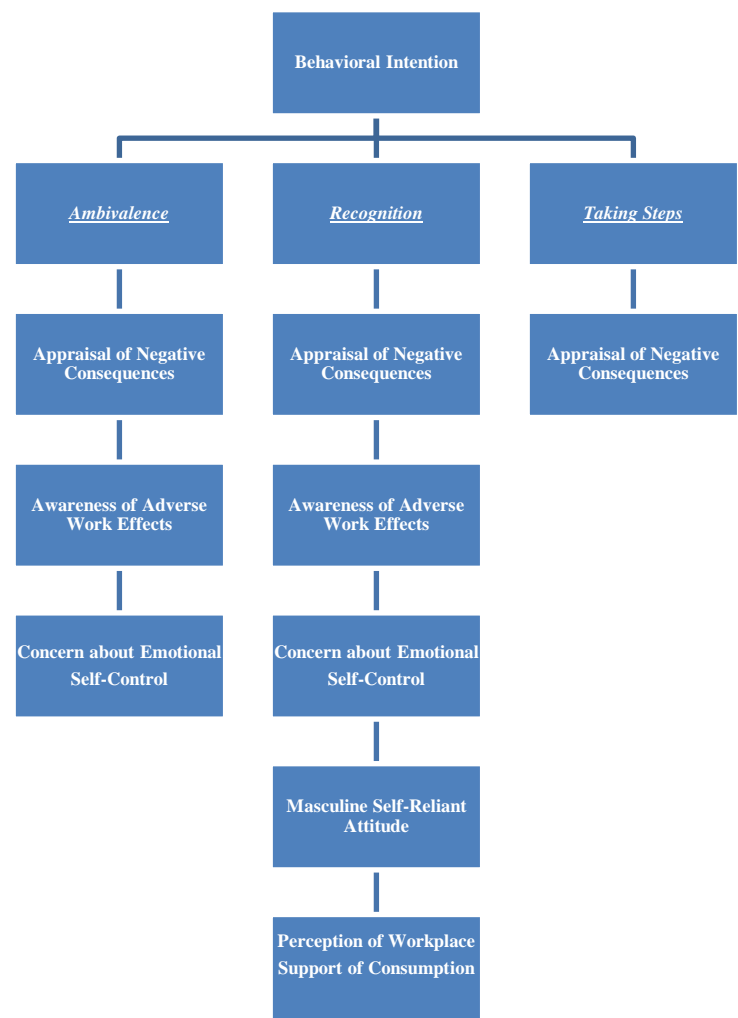 Behavioral Intention
Ambivalence
Recognition
Taking Steps
Appraisal of Negative
Consequences
Appraisal of Negative
Consequences
Appraisal of Negative
Consequences
Awareness of Adverse
Work Effects
Awareness of Adverse
Work Effects
Concern about Emotional
Self-Control
Concern about Emotional
Self-Control
Masculine Self-Reliant
Attitude
Perception of Workplace
Support of Consumption